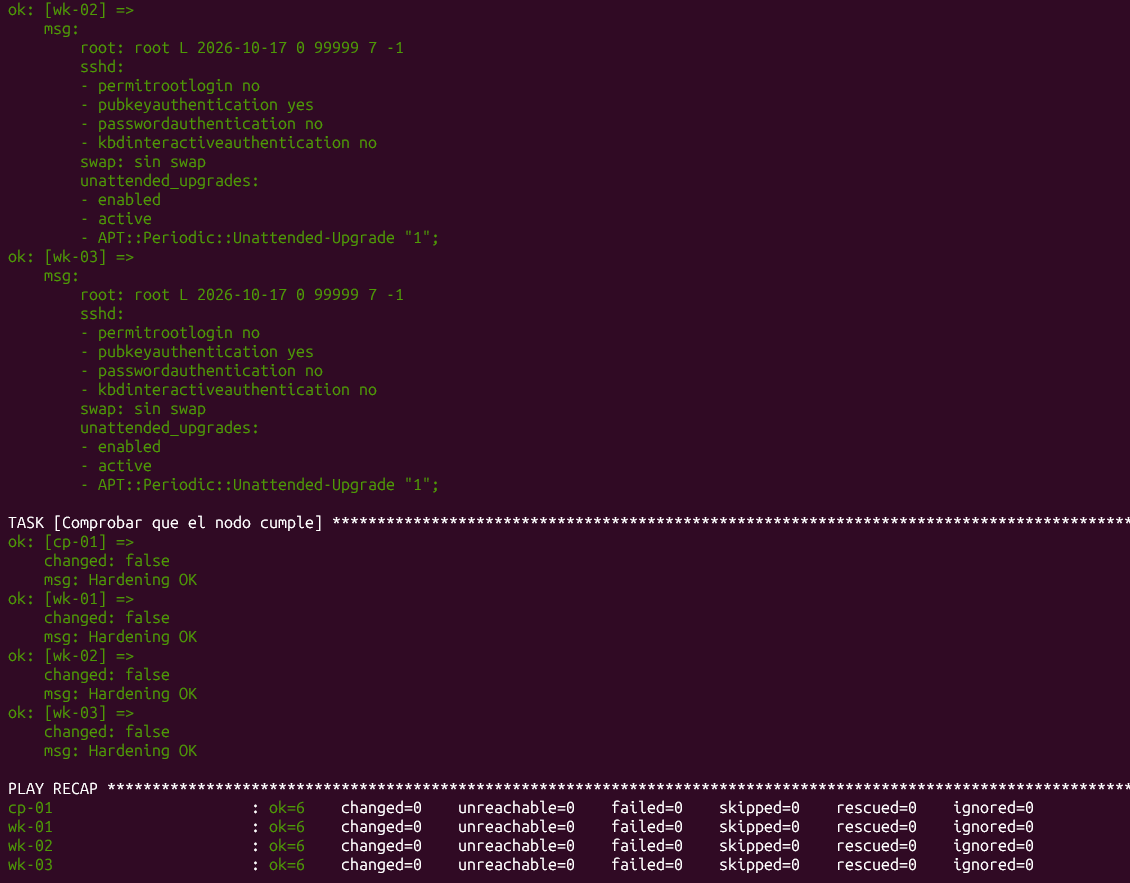 ok: [wk-02] =>
    msg:
        root: root L 2026-10-17 0 99999 7 -1
        sshd:
        - permitrootlogin no
        - pubkeyauthentication yes
        - passwordauthentication no
        - kbdinteractiveauthentication no
        swap: sin swap
        unattended_upgrades:
        - enabled
        - active
        - APT::Periodic::Unattended-Upgrade "1";
ok: [wk-03] =>
    msg:
        root: root L 2026-10-17 0 99999 7 -1
        sshd:
        - permitrootlogin no
        - pubkeyauthentication yes
        - passwordauthentication no
        - kbdinteractiveauthentication no
        swap: sin swap
        unattended_upgrades:
        - enabled
        - active
        - APT::Periodic::Unattended-Upgrade "1";

TASK [Comprobar que el nodo cumple] *****************************************************************************************
ok: [cp-01] =>
    changed: false
    msg: Hardening OK
ok: [wk-01] =>
    changed: false
    msg: Hardening OK
ok: [wk-02] =>
    changed: false
    msg: Hardening OK
ok: [wk-03] =>
    changed: false
    msg: Hardening OK

PLAY RECAP ******************************************************************************************************************
cp-01                      : ok=6    changed=0    unreachable=0    failed=0    skipped=0    rescued=0    ignored=0
wk-01                      : ok=6    changed=0    unreachable=0    failed=0    skipped=0    rescued=0    ignored=0
wk-02                      : ok=6    changed=0    unreachable=0    failed=0    skipped=0    rescued=0    ignored=0
wk-03                      : ok=6    changed=0    unreachable=0    failed=0    skipped=0    rescued=0    ignored=0